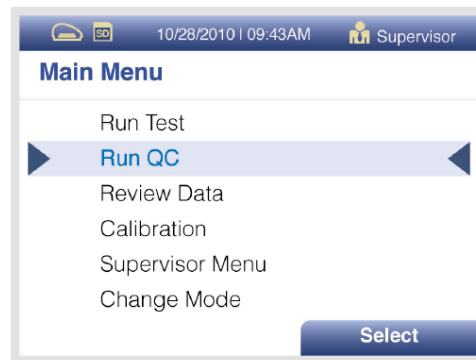 SD 10/28/2010 | 09:43AM Supervisor
Main Menu
Run Test
Run QC
Review Data
Calibration
Supervisor Menu
Change Mode
Select